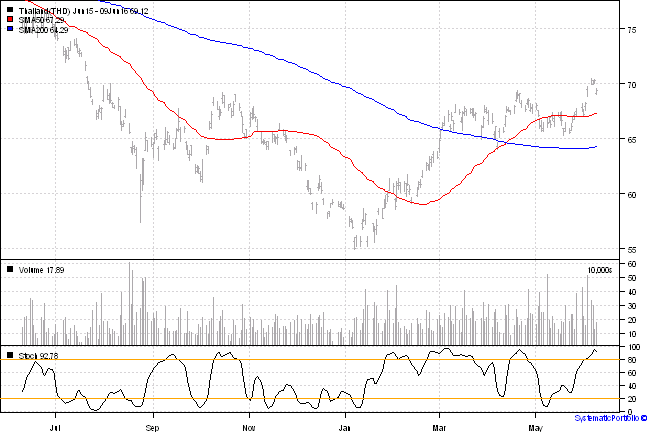 Thailand (THD) Jun 15 - 09 Jun 16 69.12
SMA50 67.29
SMA200 64.29
75
70
65
60
55
Volume 17.89
10,000s
60
50
40
30
20
10
Stoch 92.78
100
80
60
40
20
0
Jul Sep Nov Jan Mar May
SystematicPortfolio ©